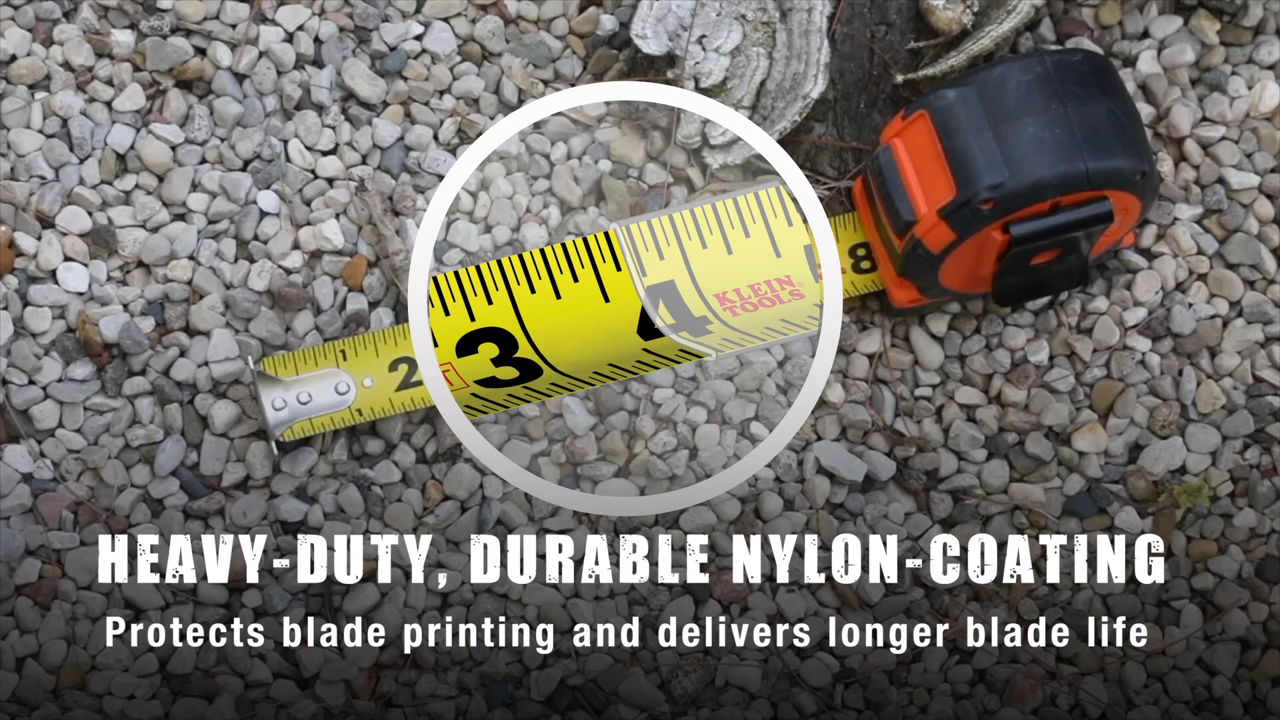 1
2
1
3
4
KLEIN
TOOLS®
8
HEAVY-DUTY, DURABLE NYLON-COATING
Protects blade printing and delivers longer blade life